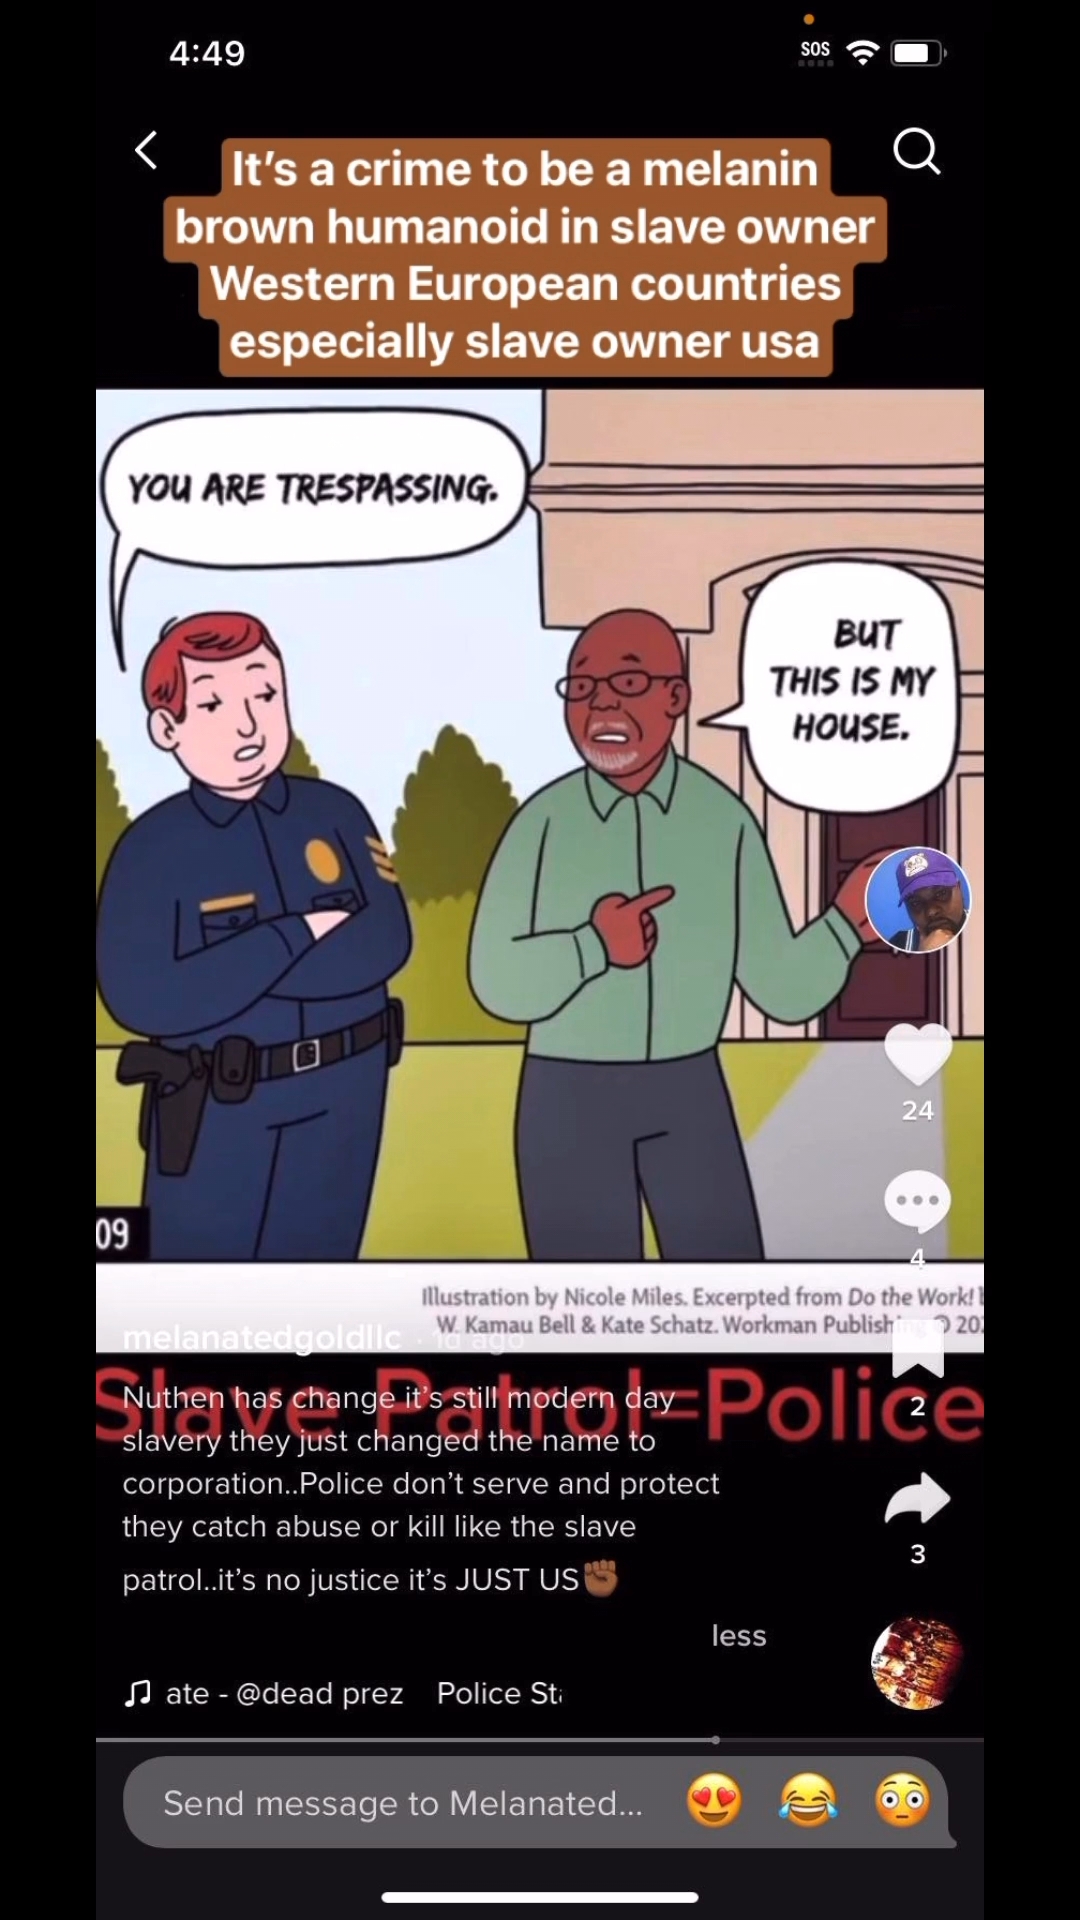 4:49
SOS
It's a crime to be a melanin
brown humanoid in slave owner
Western European countries
especially slave owner usa
YOU ARE TRESPASSING.
BUT
THIS IS MY
HOUSE.
24
4
09
Illustration by Nicole Miles. Excerpted from Do the Work!
W. Kamau Bell & Kate Schatz. Workman
melanatedgoldllc · 1d ago
Slave Patrol=Police
Nuthen has change it's still modern day
slavery they just changed the name to
corporation..Police don't serve and protect
they catch abuse or kill like the slave
patrol..it's no justice it's JUST US✊🏾
2
3
less
ate - @dead prez Police
Send message to Melanated...